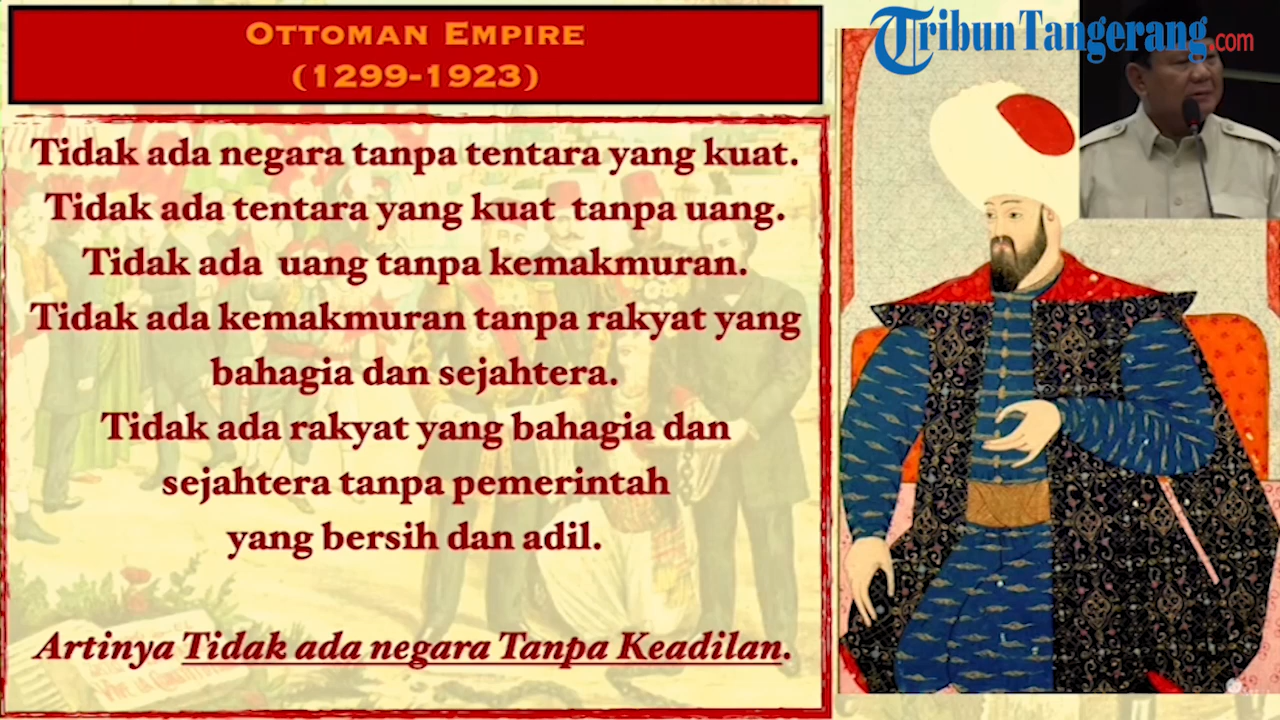 OTTOMAN EMPIRE
(1299-1923)
TribunTangerang.com
Tidak ada negara tanpa tentara yang kuat.
Tidak ada tentara yang kuat tanpa uang.
Tidak ada uang tanpa kemakmuran.
Tidak ada kemakmuran tanpa rakyat yang
bahagia dan sejahtera.
Tidak ada rakyat yang bahagia dan
sejahtera tanpa pemerintah
yang bersih dan adil.
Artinya Tidak ada negara Tanpa Keadilan.